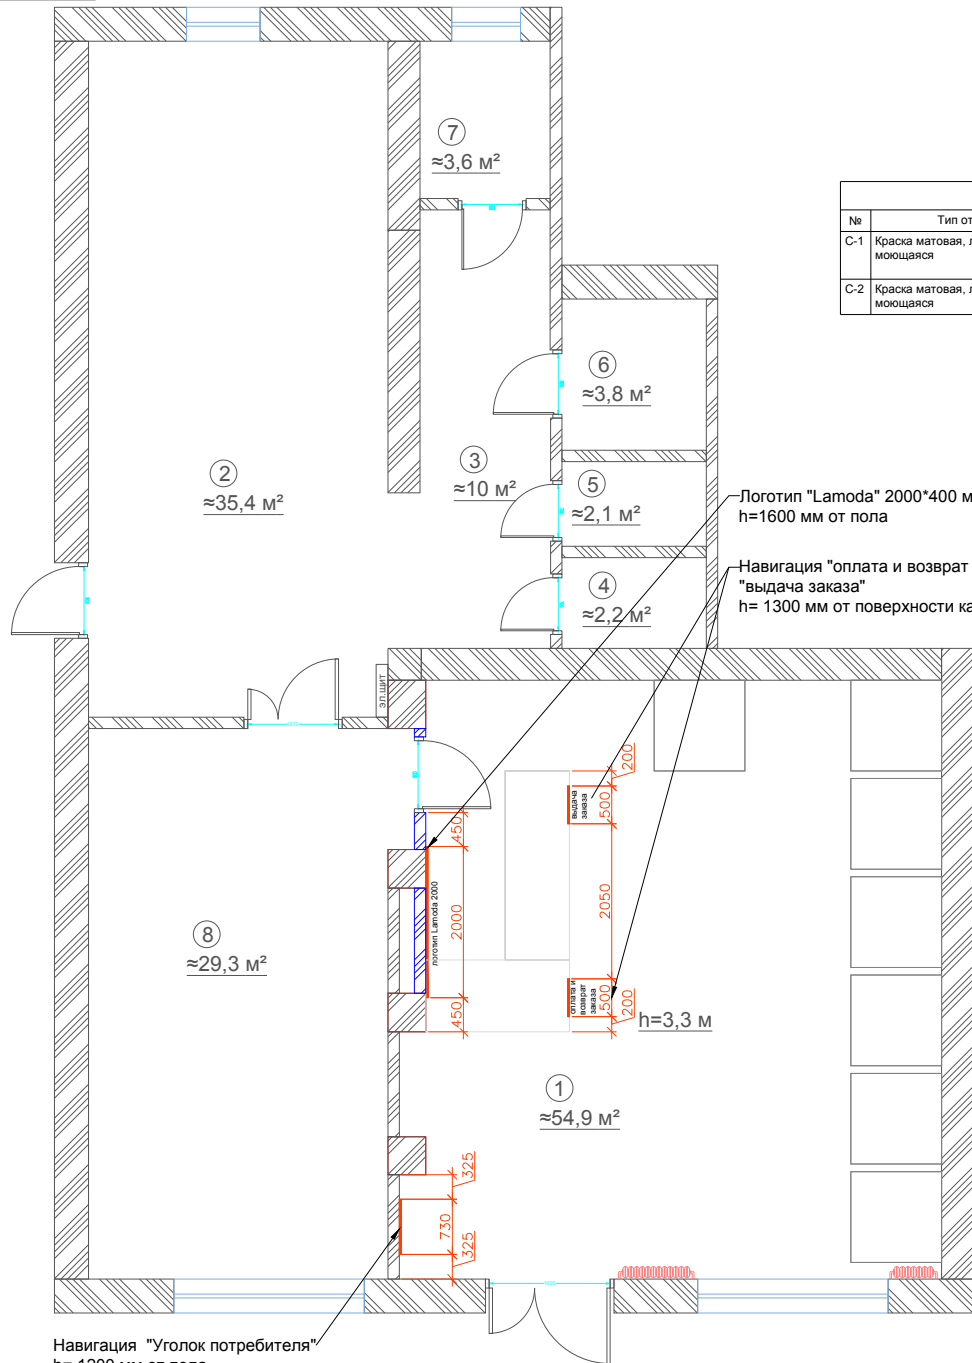 7
≈3,6 м²
№ Тип от
С-1 Краска матовая, л
моющаяся
С-2 Краска матовая, л
моющаяся
6
≈3,8 м²
3
≈10 м²
2
≈35,4 м²
5
≈2,1 м²
Логотип "Lamoda" 2000*400 м
h=1600 мм от пола
Навигация "оплата и возврат
"выдача заказа"
h= 1300 мм от поверхности ка
4
≈2,2 м²
эл.щит
200
выдача
заказа
500
450
2050
логотип Lamoda 2000
2000
8
≈29,3 м²
оплата и
возврат
заказа
500
200
450
h=3,3 м
1
≈54,9 м²
325
730
325
Навигация "Уголок потребителя"
h= 1200 мм от пола